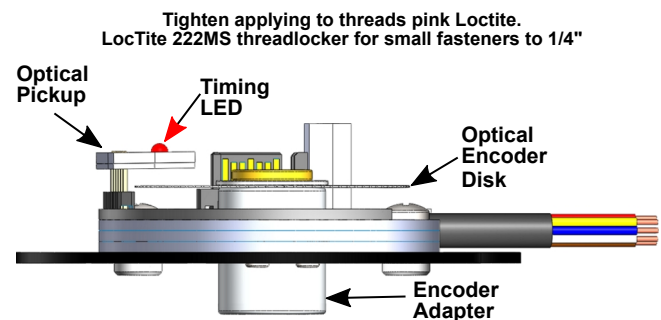 Tighten applying to threads pink Loctite.
LocTite 222MS threadlocker for small fasteners to 1/4"
Optical
Pickup
Timing
LED
Optical
Encoder
Disk
Encoder
Adapter